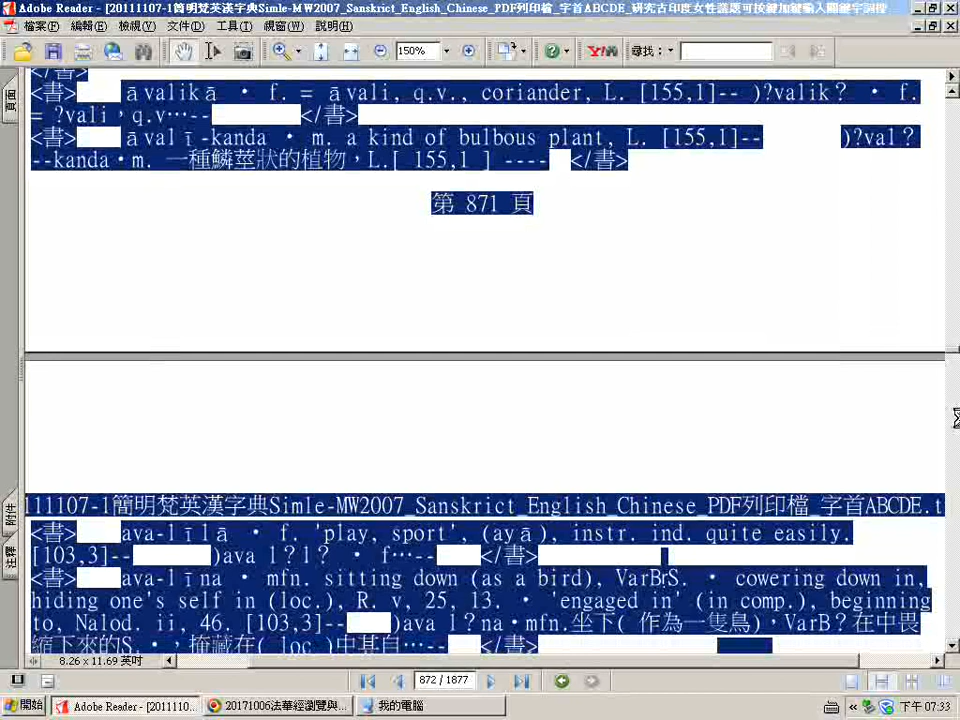 Adobe Reader - [20111107-1簡明梵英漢字典Simle-MW2007_Sanskrict_English_Chinese_PDF列印檔_字首ABCDE_研究古印度女性議題可按鍵加鍵輸入關鍵字詞搜
檔案(F) 編輯(E) 檢視(V) 文件(D) 工具(T) 視窗(W) 說明(H)
150% Y! 尋找:
頁面
</書>
<書> āvalikā • f. = āvali, q.v., coriander, L. [155,1]-- )?valik? • f.
= ?vali，q.v…-- </書>
<書> āvalī-kanda • m. a kind of bulbous plant, L. [155,1]-- )?val?
--kanda•m. 一種鱗莖狀的植物，L.[ 155,1 ] ---- </書>
第 871 頁
111107-1簡明梵英漢字典Simle-MW2007_Sanskrict_English_Chinese_PDF列印檔_字首ABCDE.t
附件
<書> ava-līlā • f. 'play, sport', (ayā), instr. ind. quite easily.
[103,3]-- )ava l?l? • f…-- </書>
註釋
<書> ava-līna • mfn. sitting down (as a bird), VarBrS. • cowering down in,
hiding one's self in (loc.), R. v, 25, 13. • 'engaged in' (in comp.), beginning
to, Nalod. ii, 46. [103,3]-- )ava l?na•mfn.坐下( 作為一隻鳥)，VarB？在中畏
縮下來的S.•，掩藏在( loc )中其自…-- </書>
8.26 x 11.69 英吋
872 / 1877
開始 Adobe Reader - [2011110... 20171006法華經瀏覽與... 我的電腦 下午 07:33